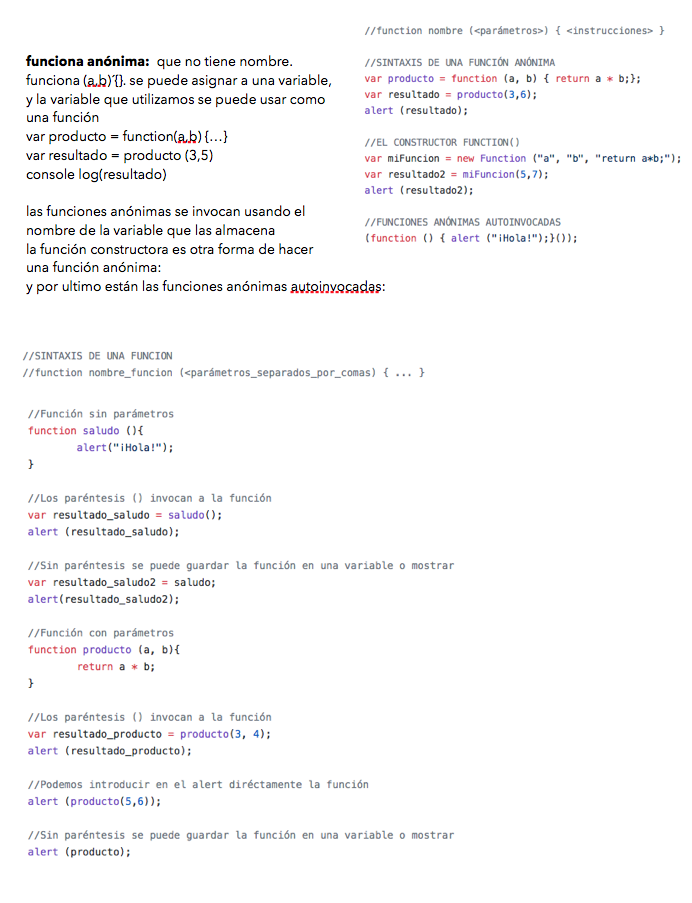 funciona anónima:  que no tiene nombre.
funciona (a,b)´{}. se puede asignar a una variable,
y la variable que utilizamos se puede usar como
una función
var producto = function(a,b) {…}
var resultado = producto (3,5)
console log(resultado)
las funciones anónimas se invocan usando el
nombre de la variable que las almacena
la función constructora es otra forma de hacer
una función anónima:
y por ultimo están las funciones anónimas autoinvocadas:
//function nombre (<parámetros>) { <instrucciones> }
//SINTAXIS DE UNA FUNCIÓN ANÓNIMA
var producto = function (a, b) { return a * b;};
var resultado = producto(3,6);
alert (resultado);
//EL CONSTRUCTOR FUNCTION()
var miFuncion = new Function ("a", "b", "return a*b;");
var resultado2 = miFuncion(5,7);
alert (resultado2);
//FUNCIONES ANÓNIMAS AUTOINVOCADAS
(function () { alert ("¡Hola!");}());
//SINTAXIS DE UNA FUNCION
//function nombre_funcion (<parámetros_separados_por_comas) { ... }
//Función sin parámetros
function saludo (){
alert("¡Hola!");
}
//Los paréntesis () invocan a la función
var resultado_saludo = saludo();
alert (resultado_saludo);
//Sin paréntesis se puede guardar la función en una variable o mostrar
var resultado_saludo2 = saludo;
alert(resultado_saludo2);
//Función con parámetros
function producto (a, b){
return a * b;
}
//Los paréntesis () invocan a la función
var resultado_producto = producto(3, 4);
alert (resultado_producto);
//Podemos introducir en el alert diréctamente la función
alert (producto(5,6));
//Sin paréntesis se puede guardar la función en una variable o mostrar
alert (producto);